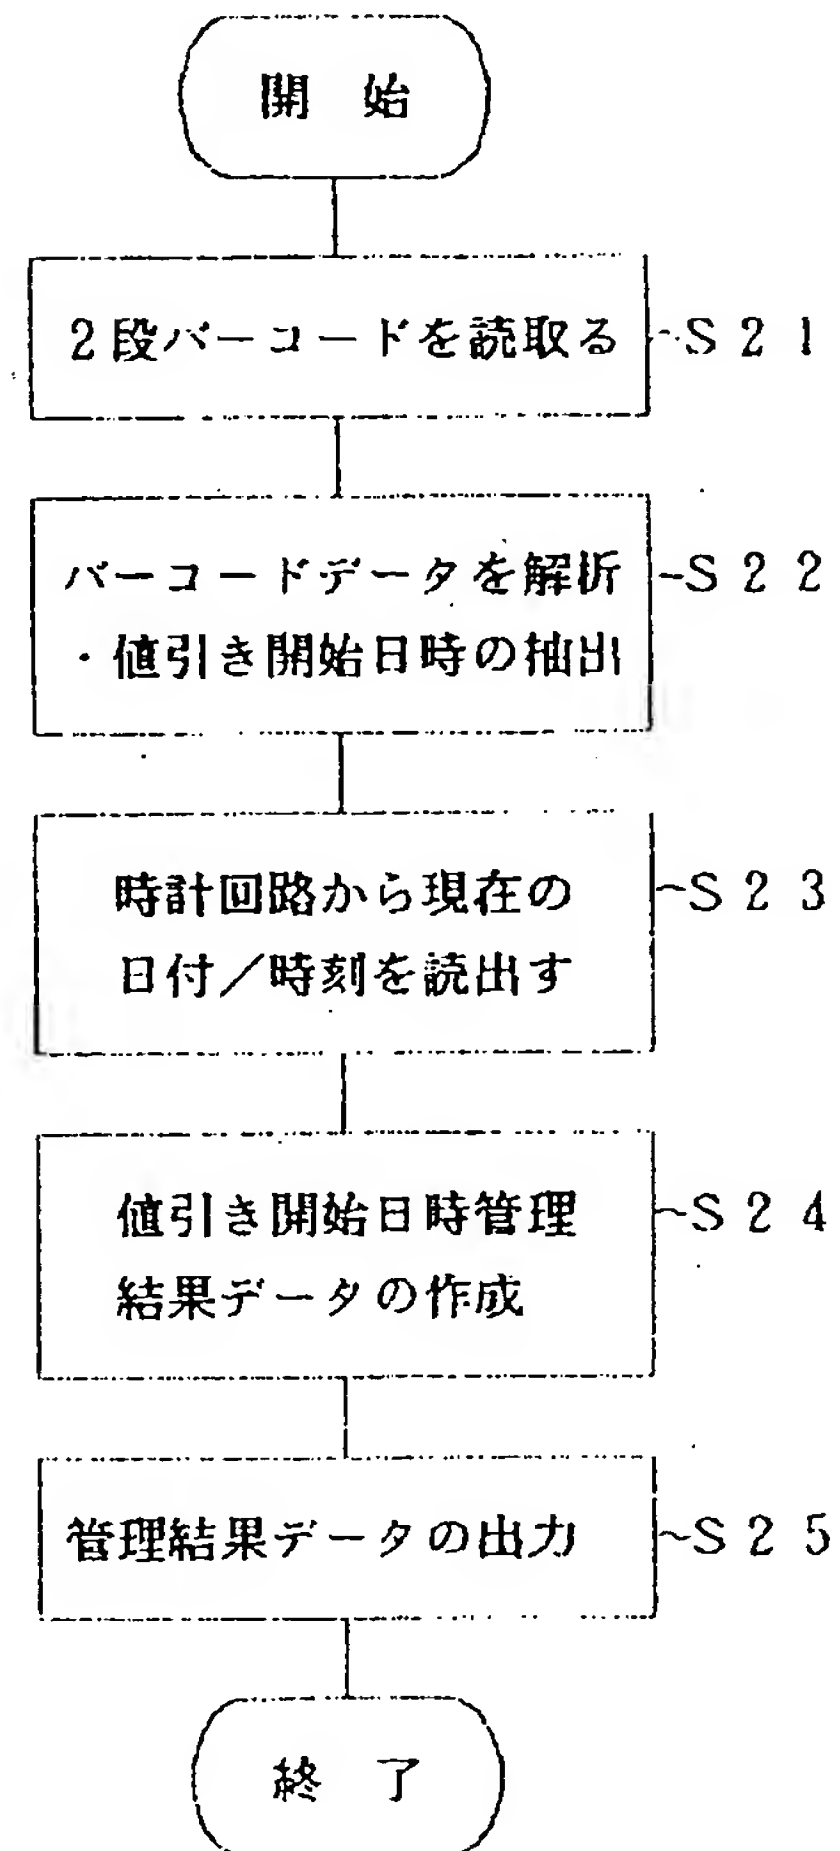 開 始
2段バーコードを読取る ~S21
バーコードデータを解析 ~S22
・値引き開始日時の抽出
時計回路から現在の ~S23
日付/時刻を読出す
値引き開始日時管理 ~S24
結果データの作成
管理結果データの出力 ~S25
終 了